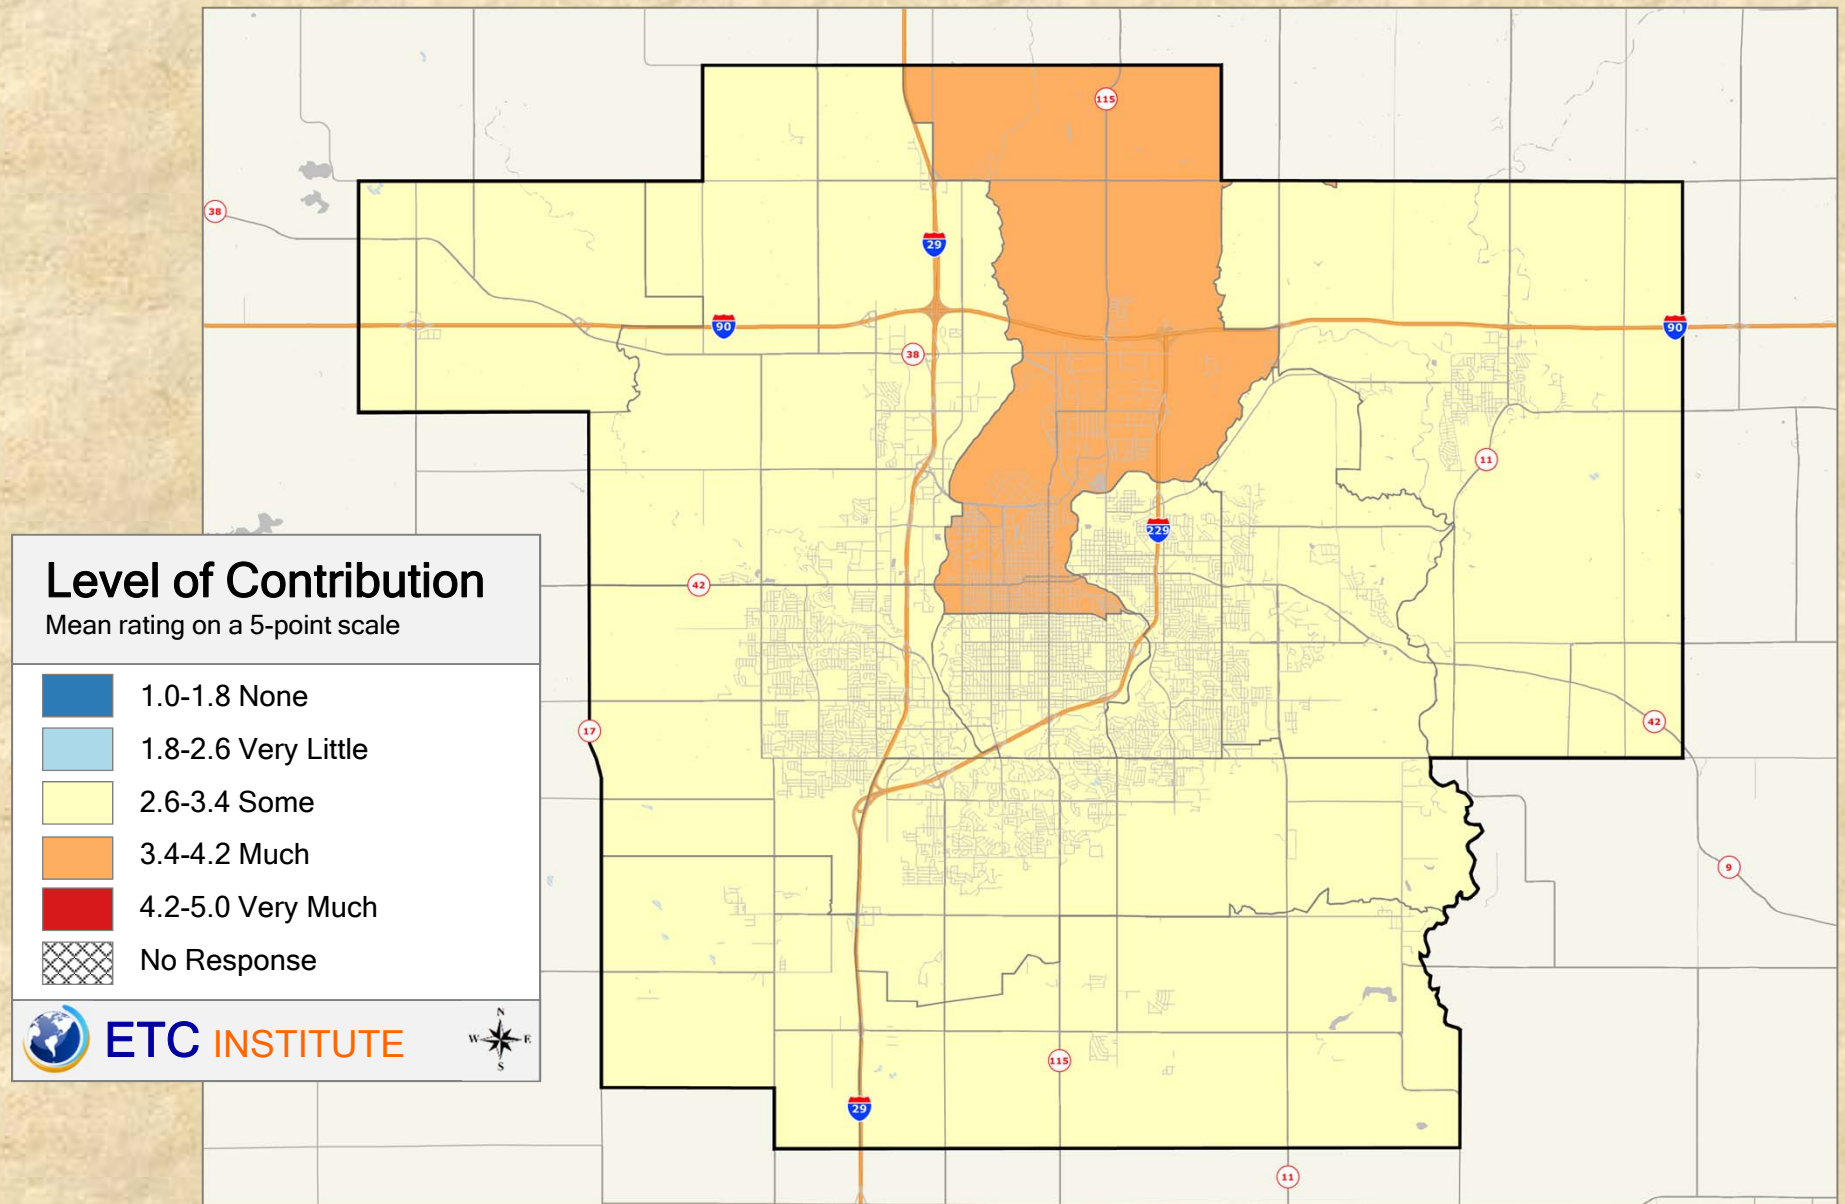 115
38
29
90
90
38
11
229
42
17
42
9
115
29
11
Level of Contribution
Mean rating on a 5-point scale
1.0-1.8 None
1.8-2.6 Very Little
2.6-3.4 Some
3.4-4.2 Much
4.2-5.0 Very Much
No Response
ETC INSTITUTE
N
W E
S